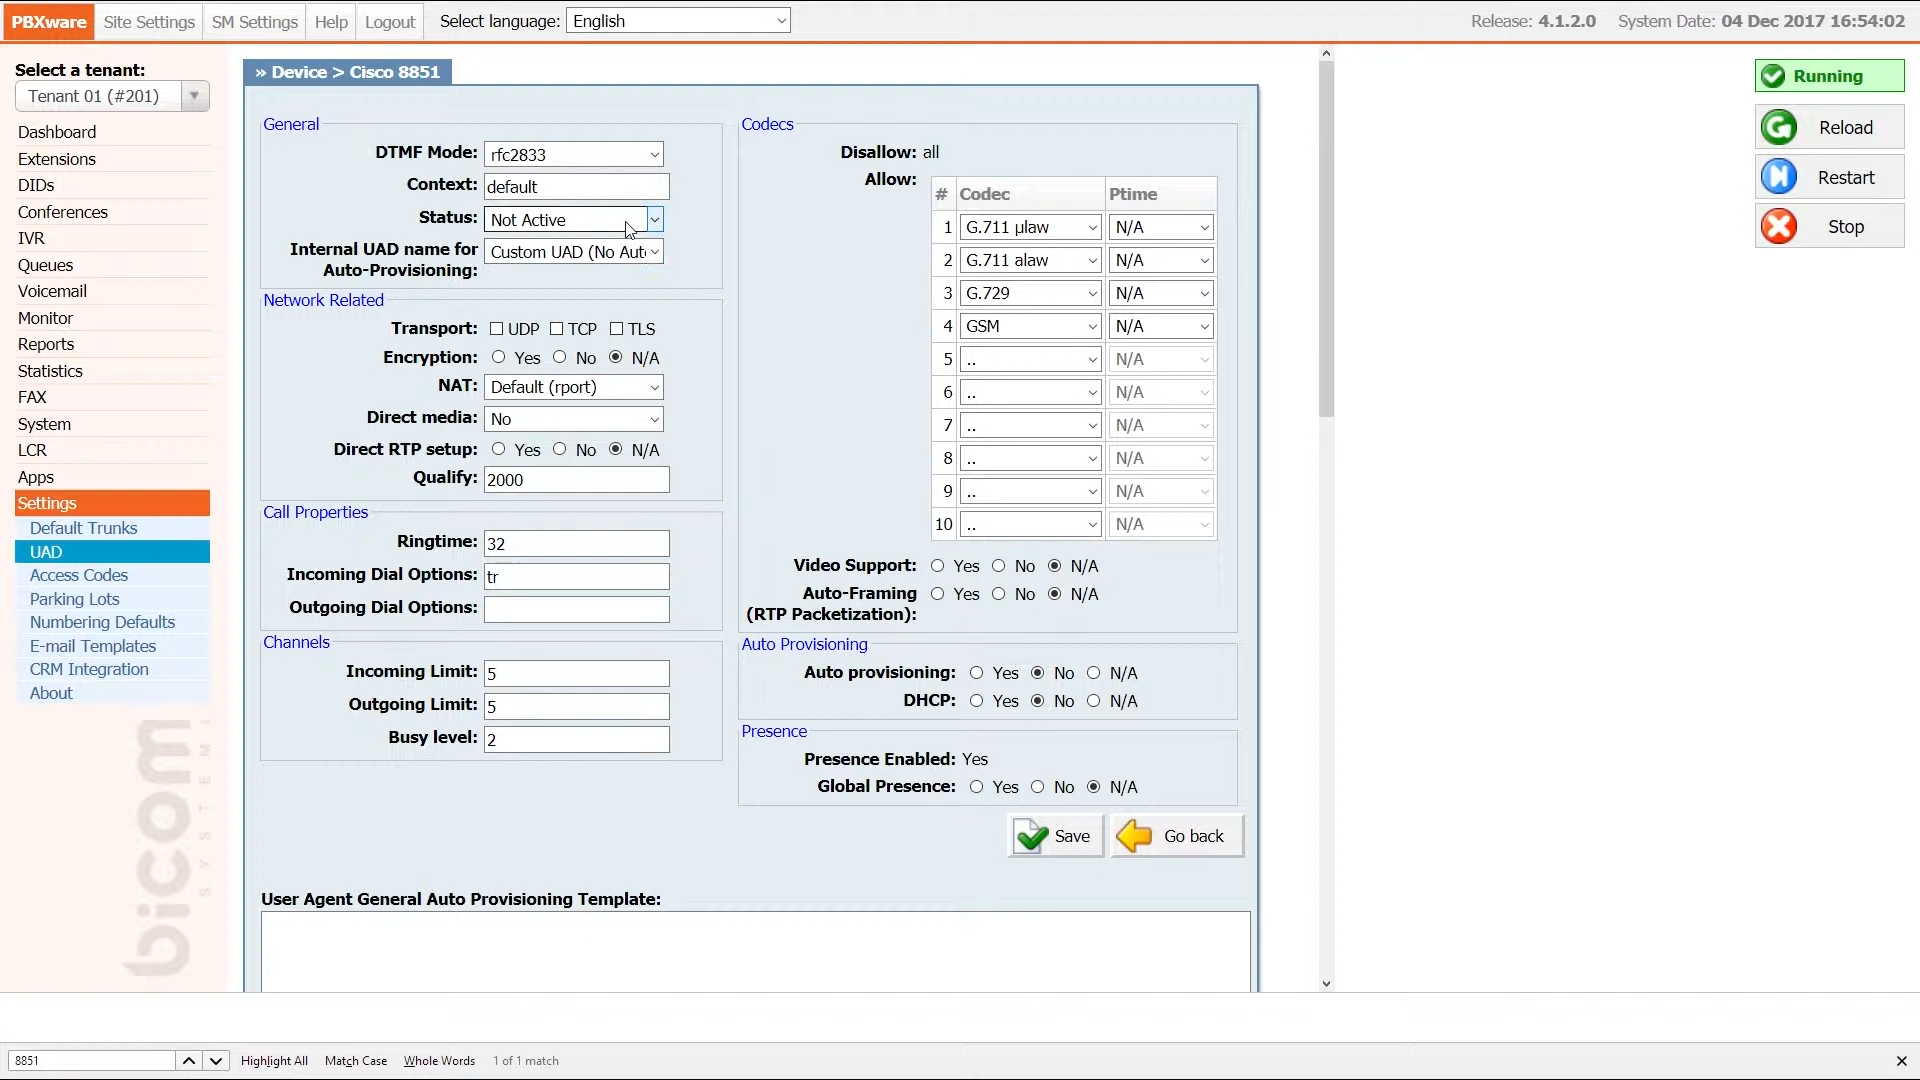 PBXware Site Settings SM Settings Help Logout Select language: English Release: 4.1.2.0 System Date: 04 Dec 2017 16:54:02
Select a tenant:
Tenant 01 (#201)
Dashboard
Extensions
DIDs
Conferences
IVR
Queues
Voicemail
Monitor
Reports
Statistics
FAX
System
LCR
Apps
Settings
Default Trunks
UAD
Access Codes
Parking Lots
Numbering Defaults
E-mail Templates
CRM Integration
About
bicom
SYSTEMS
» Device > Cisco 8851
General
DTMF Mode: rfc2833
Context: default
Status: Not Active
Internal UAD name for
Auto-Provisioning: Custom UAD (No Aut
Network Related
Transport: UDP TCP TLS
Encryption: Yes No N/A
NAT: Default (rport)
Direct media: No
Direct RTP setup: Yes No N/A
Qualify: 2000
Call Properties
Ringtime: 32
Incoming Dial Options: tr
Outgoing Dial Options:
Channels
Incoming Limit: 5
Outgoing Limit: 5
Busy level: 2
Codecs
Disallow: all
Allow:
# Codec Ptime
1 G.711 µlaw N/A
2 G.711 alaw N/A
3 G.729 N/A
4 GSM N/A
5 .. N/A
6 .. N/A
7 .. N/A
8 .. N/A
9 .. N/A
10 .. N/A
Video Support: Yes No N/A
Auto-Framing
(RTP Packetization): Yes No N/A
Auto Provisioning
Auto provisioning: Yes No N/A
DHCP: Yes No N/A
Presence
Presence Enabled: Yes
Global Presence: Yes No N/A
Save Go back
User Agent General Auto Provisioning Template:
Running
Reload
Restart
Stop
8851 Highlight All Match Case Whole Words 1 of 1 match